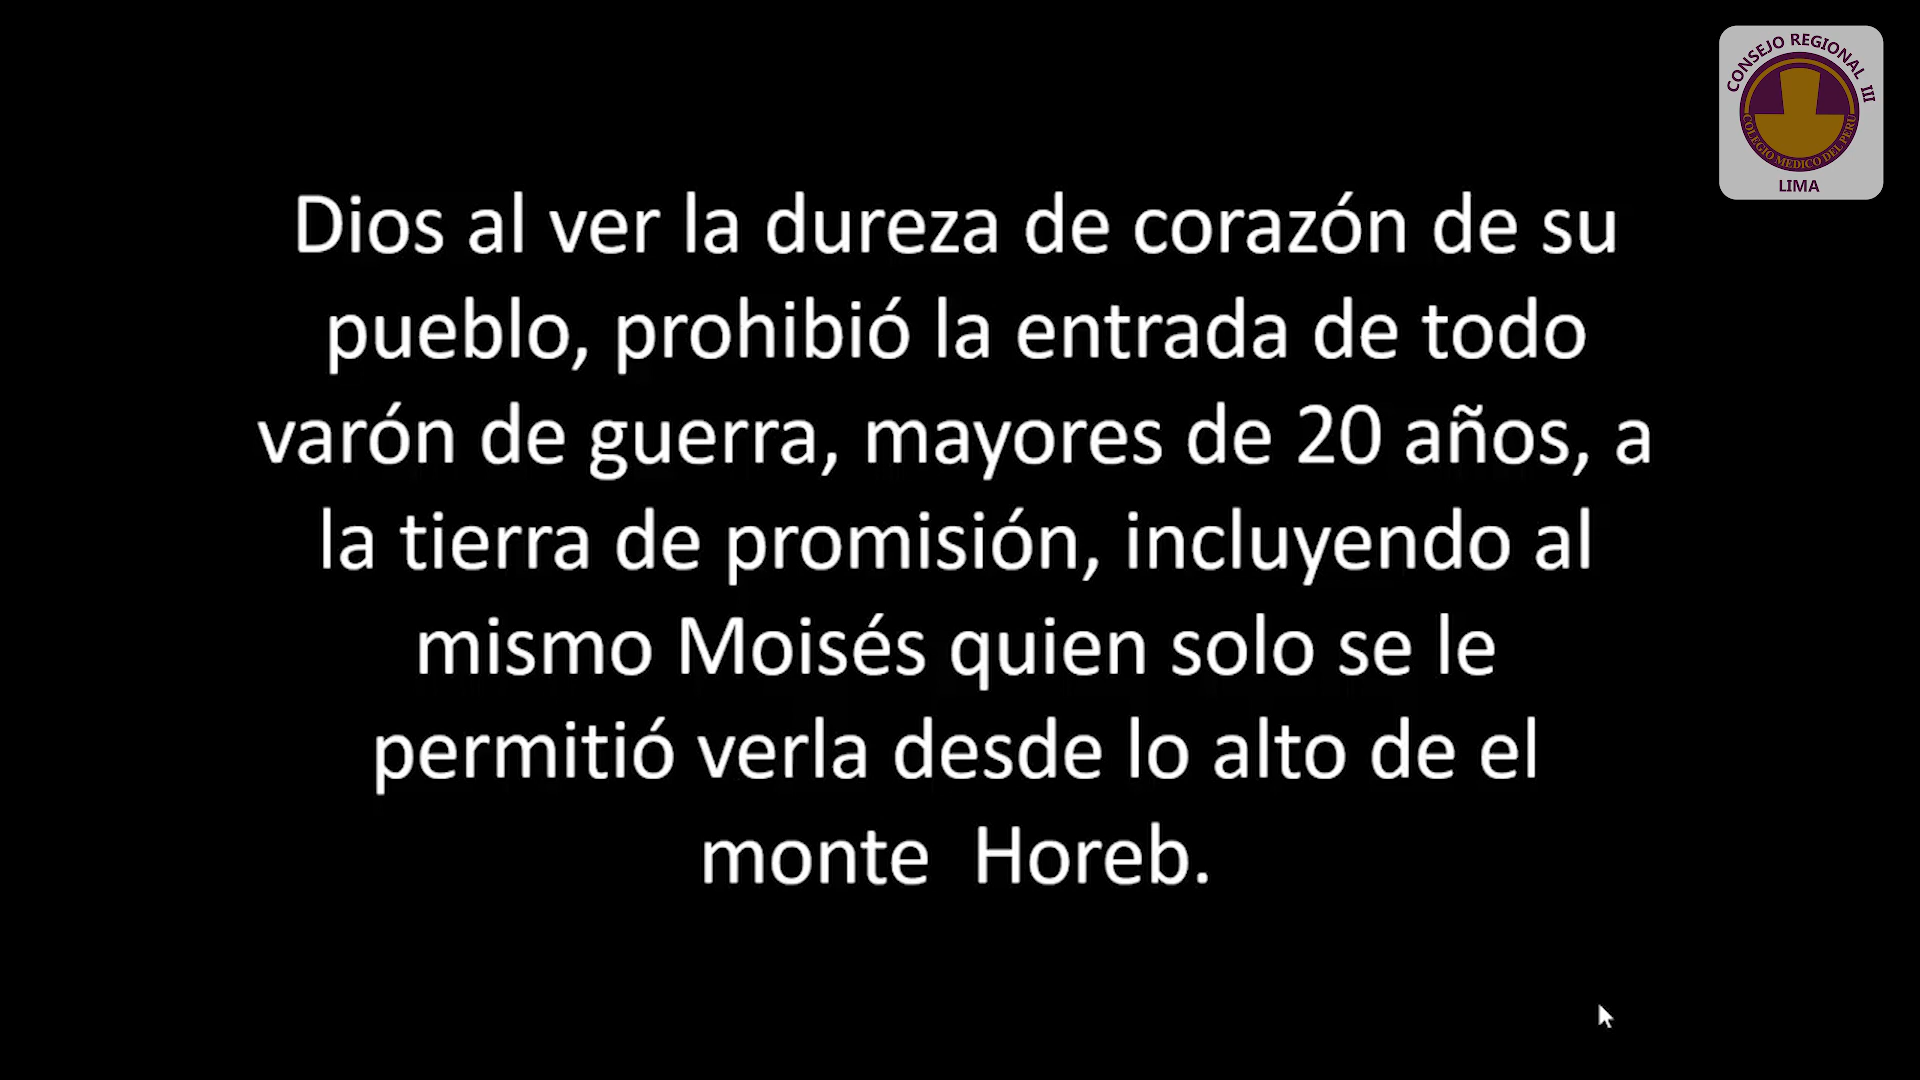 CONSEJO REGIONAL III
COLEGIO MEDICO DEL PERU
LIMA
Dios al ver la dureza de corazón de su
pueblo, prohibió la entrada de todo
varón de guerra, mayores de 20 años, a
la tierra de promisión, incluyendo al
mismo Moisés quien solo se le
permitió verla desde lo alto de el
monte  Horeb.